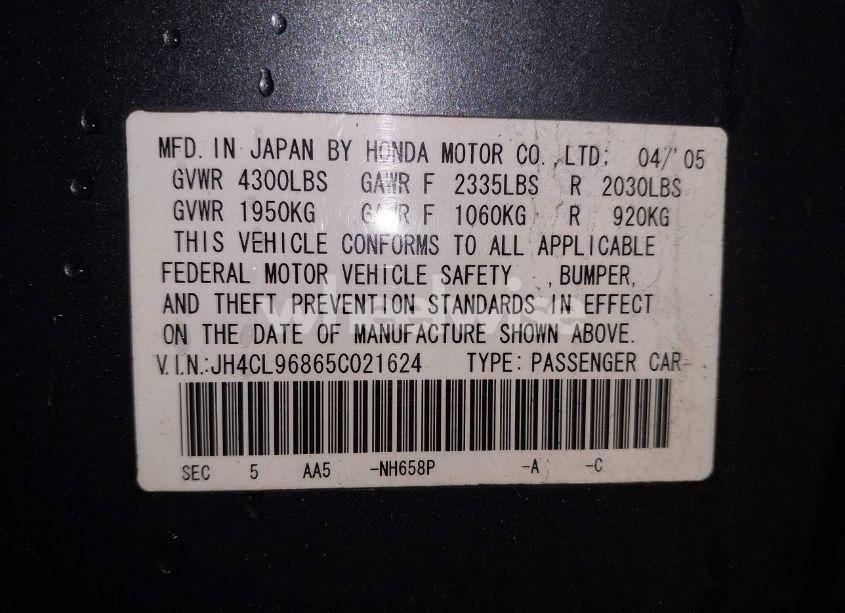 MFD. IN JAPAN BY HONDA MOTOR CO.,LTD; 04/'05
GVWR 4300LBS GAWR F 2335LBS R 2030LBS
GVWR 1950KG GAWR F 1060KG R 920KG
THIS VEHICLE CONFORMS TO ALL APPLICABLE
FEDERAL MOTOR VEHICLE SAFETY ,BUMPER,
AND THEFT PREVENTION STANDARDS IN EFFECT
wheelwise
ON THE DATE OF MANUFACTURE SHOWN ABOVE.
V.I.N.:JH4CL96865C021624 TYPE: PASSENGER CAR
SEC 5 AA5 -NH658P -A -C